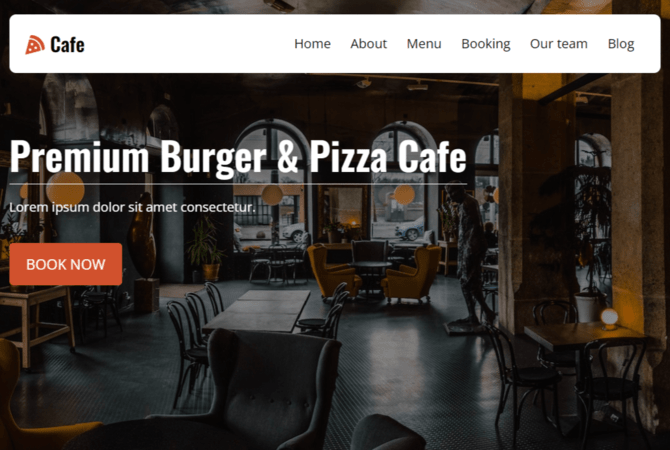 Cafe
Home About Menu Booking Our team Blog
Premium Burger & Pizza Cafe
Lorem ipsum dolor sit amet consectetur.
BOOK NOW